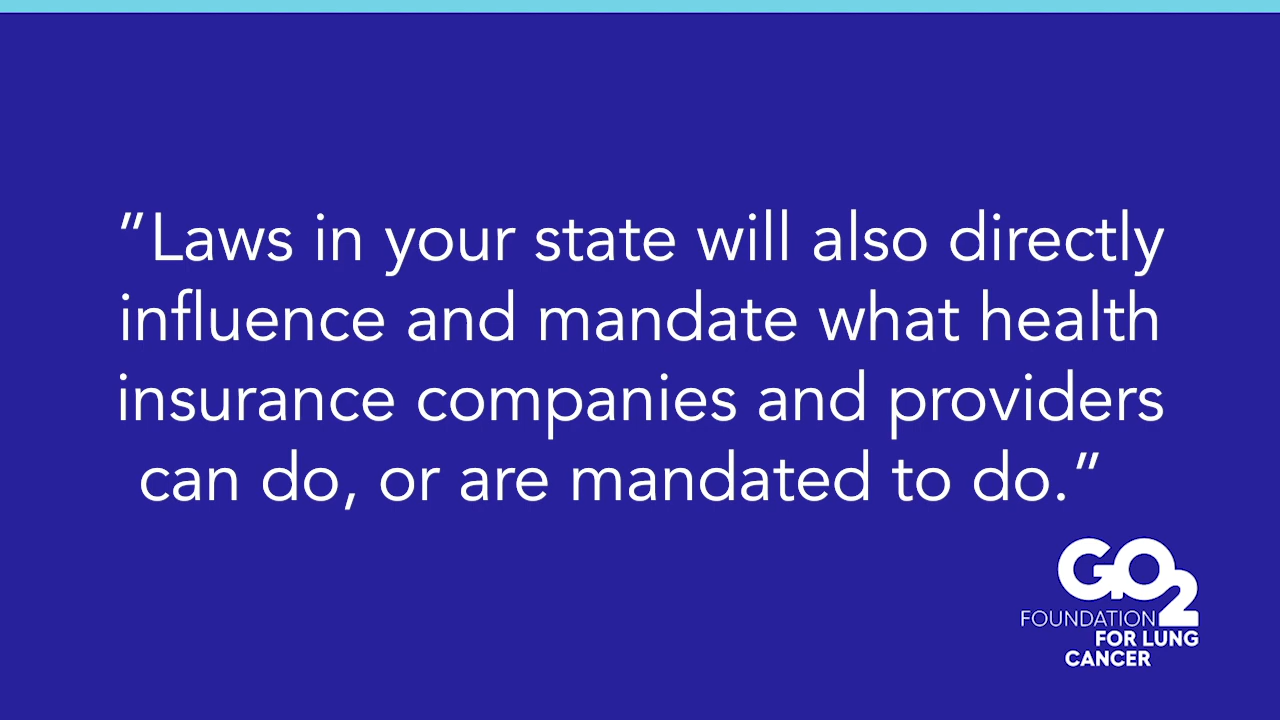 “Laws in your state will also directly
influence and mandate what health
insurance companies and providers
can do, or are mandated to do.”
GO2
FOUNDATION
FOR LUNG
CANCER